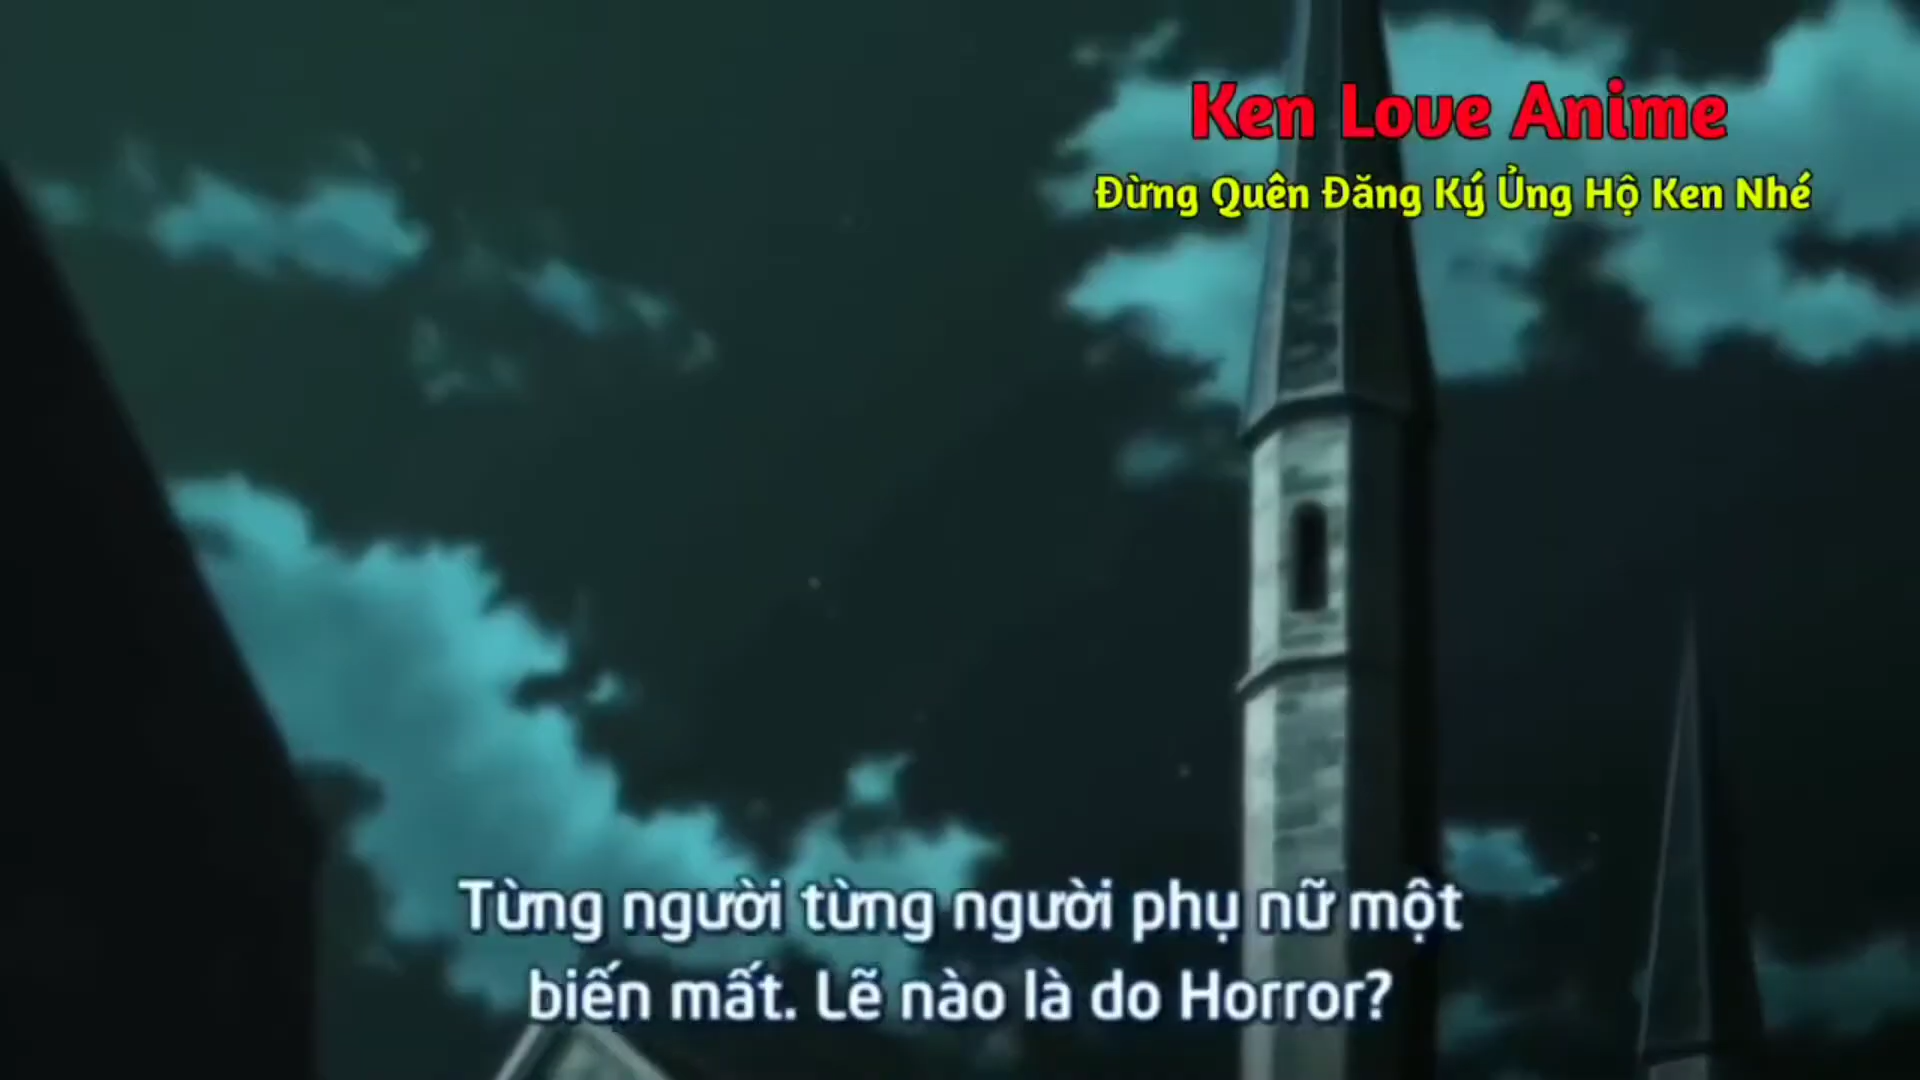 Ken Love Anime
Đừng Quên Đăng Ký Ủng Hộ Ken Nhé
Từng người từng người phụ nữ một
biến mất. Lẽ nào là do Horror?